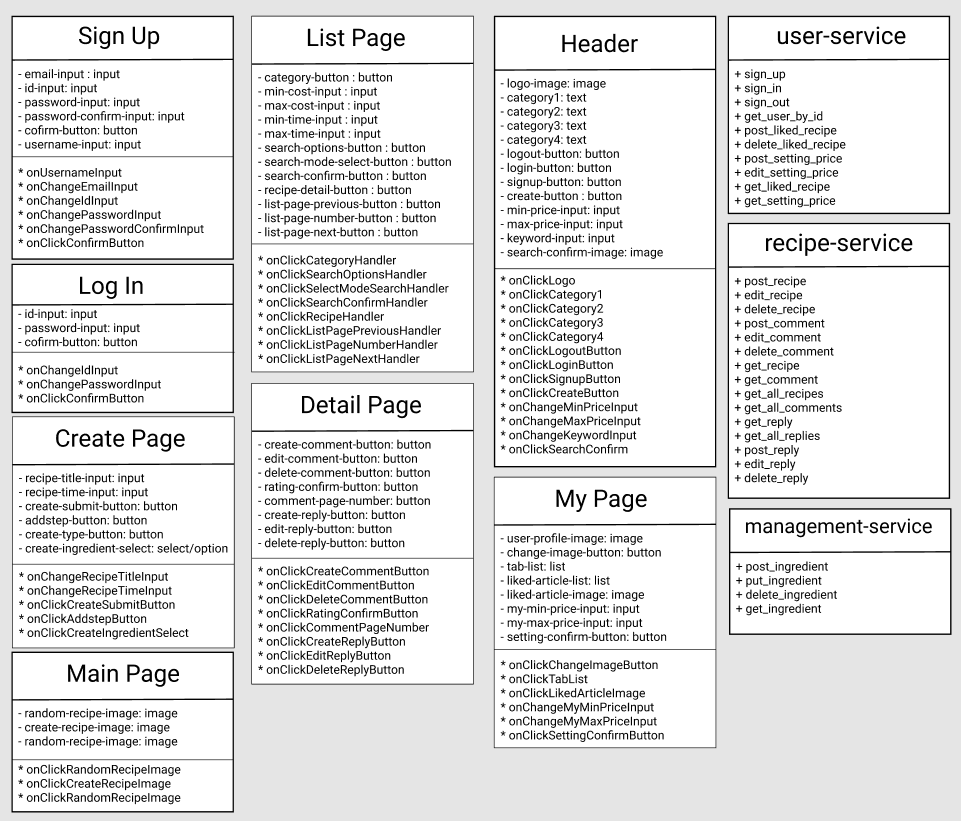 Sign Up
- email-input : input
- id-input: input
- password-input: input
- password-confirm-input: input
- cofirm-button: button
- username-input: input
* onUsernameInput
* onChangeEmailInput
* onChangeIdInput
* onChangePasswordInput
* onChangePasswordConfirmInput
* onClickConfirmButton
Log In
- id-input: input
- password-input: input
- cofirm-button: button
* onChangeIdInput
* onChangePasswordInput
* onClickConfirmButton
Create Page
- recipe-title-input: input
- recipe-time-input: input
- create-submit-button: button
- addstep-button: button
- create-type-button: button
- create-ingredient-select: select/option
* onChangeRecipeTitleInput
* onChangeRecipeTimeInput
* onClickCreateSubmitButton
* onClickAddstepButton
* onClickCreateIngredientSelect
Main Page
- random-recipe-image: image
- create-recipe-image: image
- random-recipe-image: image
* onClickRandomRecipeImage
* onClickCreateRecipeImage
* onClickRandomRecipeImage
List Page
- category-button : button
- min-cost-input : input
- max-cost-input : input
- min-time-input : input
- max-time-input : input
- search-options-button : button
- search-mode-select-button : button
- search-confirm-button : button
- recipe-detail-button : button
- list-page-previous-button : button
- list-page-number-button : button
- list-page-next-button : button
* onClickCategoryHandler
* onClickSearchOptionsHandler
* onClickSelectModeSearchHandler
* onClickSearchConfirmHandler
* onClickRecipeHandler
* onClickListPagePreviousHandler
* onClickListPageNumberHandler
* onClickListPageNextHandler
Detail Page
- create-comment-button: button
- edit-comment-button: button
- delete-comment-button: button
- rating-confirm-button: button
- comment-page-number: button
- create-reply-button: button
- edit-reply-button: button
- delete-reply-button: button
* onClickCreateCommentButton
* onClickEditCommentButton
* onClickDeleteCommentButton
* onClickRatingConfirmButton
* onClickCommentPageNumber
* onClickCreateReplyButton
* onClickEditReplyButton
* onClickDeleteReplyButton
Header
- logo-image: image
- category1: text
- category2: text
- category3: text
- category4: text
- logout-button: button
- login-button: button
- signup-button: button
- create-button : button
- min-price-input: input
- max-price-input: input
- keyword-input: input
- search-confirm-image: image
* onClickLogo
* onClickCategory1
* onClickCategory2
* onClickCategory3
* onClickCategory4
* onClickLogoutButton
* onClickLoginButton
* onClickSignupButton
* onClickCreateButton
* onChangeMinPriceInput
* onChangeMaxPriceInput
* onChangeKeywordInput
* onClickSearchConfirm
My Page
- user-profile-image: image
- change-image-button: button
- tab-list: list
- liked-article-list: list
- liked-article-image: image
- my-min-price-input: input
- my-max-price-input: input
- setting-confirm-button: button
* onClickChangeImageButton
* onClickTabList
* onClickLikedArticleImage
* onChangeMyMinPriceInput
* onChangeMyMaxPriceInput
* onClickSettingConfirmButton
user-service
+ sign_up
+ sign_in
+ sign_out
+ get_user_by_id
+ post_liked_recipe
+ delete_liked_recipe
+ post_setting_price
+ edit_setting_price
+ get_liked_recipe
+ get_setting_price
recipe-service
+ post_recipe
+ edit_recipe
+ delete_recipe
+ post_comment
+ edit_comment
+ delete_comment
+ get_recipe
+ get_comment
+ get_all_recipes
+ get_all_comments
+ get_reply
+ get_all_replies
+ post_reply
+ edit_reply
+ delete_reply
management-service
+ post_ingredient
+ put_ingredient
+ delete_ingredient
+ get_ingredient